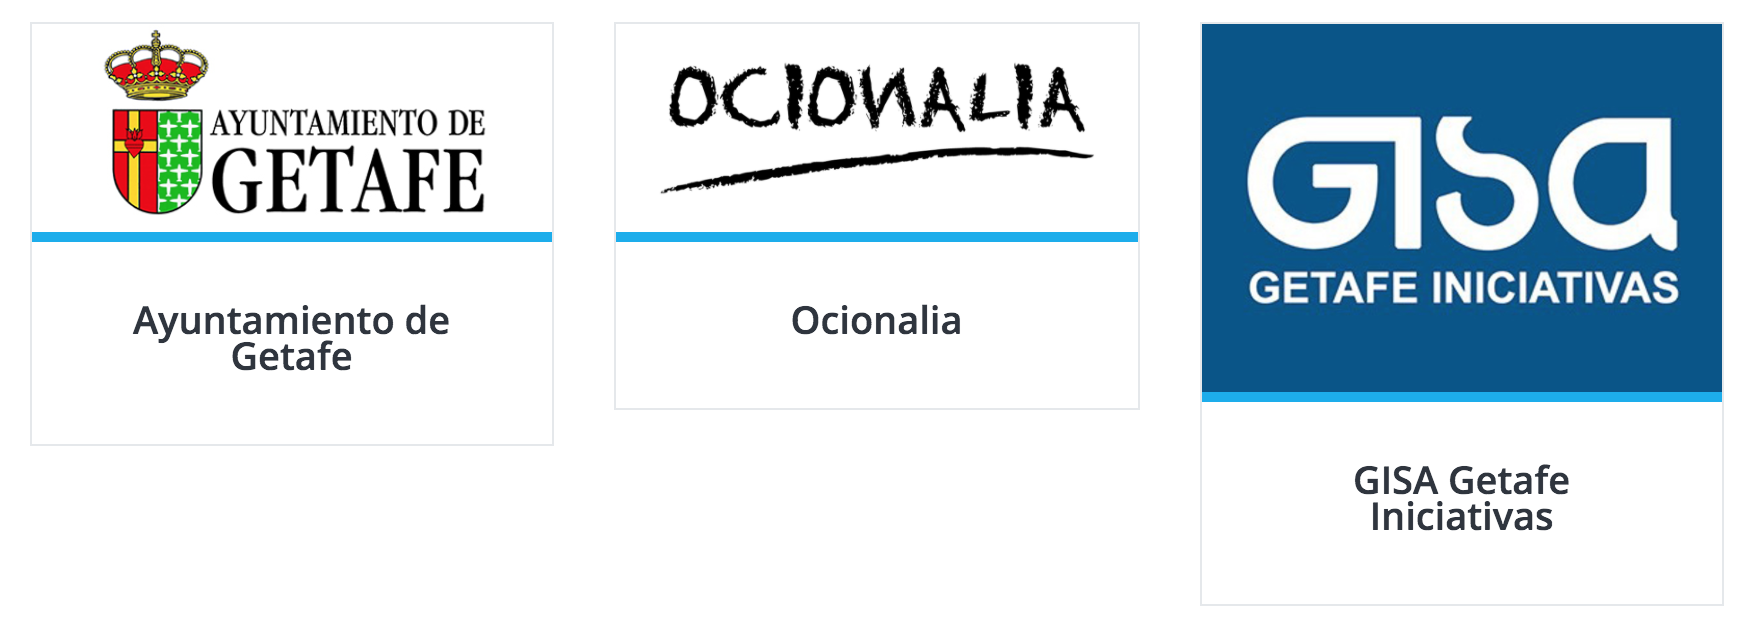 AYUNTAMIENTO DE
GETAFE
Ayuntamiento de
Getafe
OCIONALIA
Ocionalia
GISA
GETAFE INICIATIVAS
GISA Getafe
Iniciativas